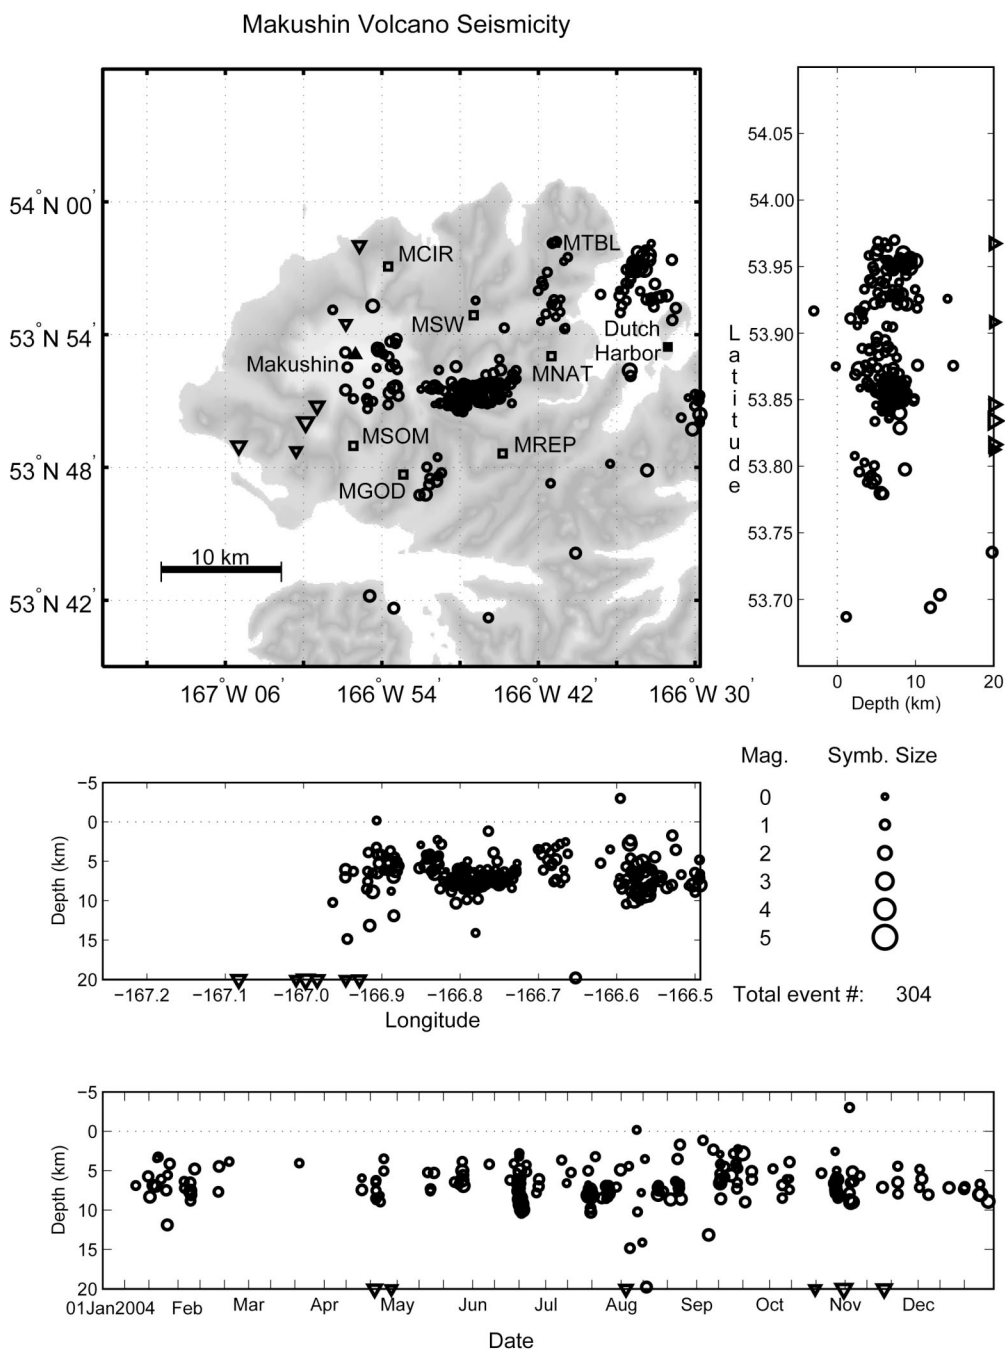 Makushin Volcano Seismicity
54°N 00'
53°N 54'
53°N 48'
53°N 42'
MCIR
MTBL
MSW
Dutch
Harbor
Makushin
MNAT
MSOM
MREP
MGOD
10 km
167°W 06'
166°W 54'
166°W 42'
166°W 30'
54.05
54.00
53.95
53.90
53.85
53.80
53.75
53.70
Latitude
0 10 20
Depth (km)
−5
0
5
10
15
20
Depth (km)
−167.2 −167.1 −167.0 −166.9 −166.8 −166.7 −166.6 −166.5
Longitude
Mag. Symb. Size
0
1
2
3
4
5
Total event #: 304
−5
0
5
10
15
20
Depth (km)
01Jan2004 Feb Mar Apr May Jun Jul Aug Sep Oct Nov Dec
Date